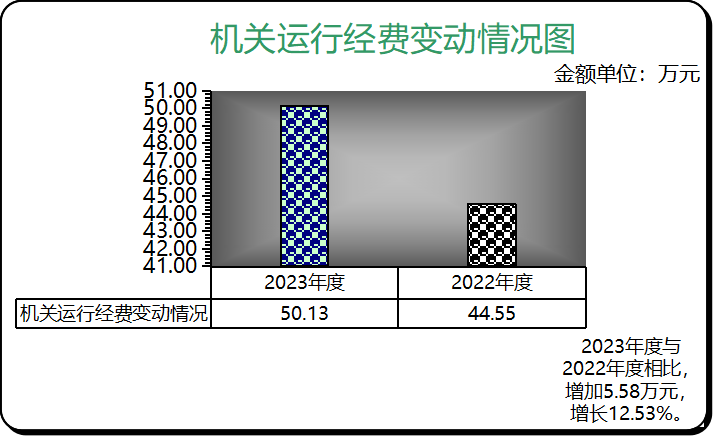 机关运行经费变动情况图
金额单位：万元
51.00
50.00
49.00
48.00
47.00
46.00
45.00
44.00
43.00
42.00
41.00
2023年度 2022年度
机关运行经费变动情况 50.13 44.55
2023年度与
2022年度相比，
增加5.58万元，
增长12.53%。